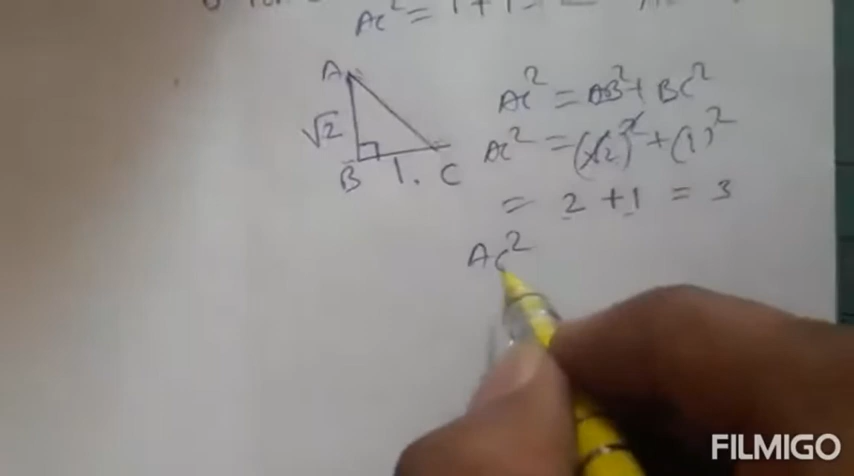 AC² = 1 + 1 =
A
√2
B
1.
C
AC² = AB² + BC²
AC² = (√2)² + (1)²
= 2 + 1 = 3
AC²
FILMIGO